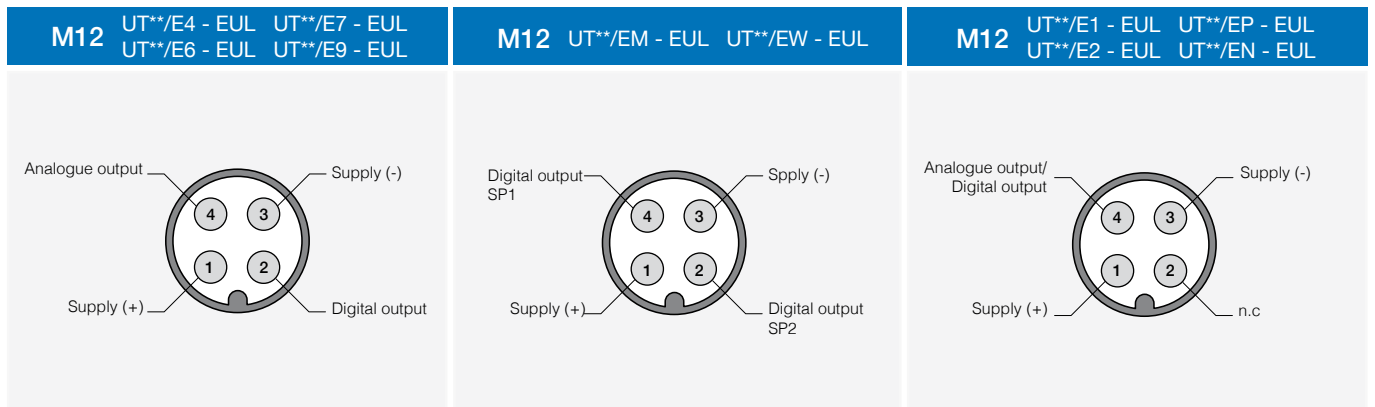 M12 UT**/E4 - EUL UT**/E7 - EUL
UT**/E6 - EUL UT**/E9 - EUL
Analogue output
Supply (-)
4 3
1 2
Supply (+)
Digital output
M12 UT**/EM - EUL UT**/EW - EUL
Digital output
SP1
Spply (-)
4 3
1 2
Supply (+)
Digital output
SP2
M12 UT**/E1 - EUL UT**/EP - EUL
UT**/E2 - EUL UT**/EN - EUL
Analogue output/
Digital output
Supply (-)
4 3
1 2
Supply (+)
n.c